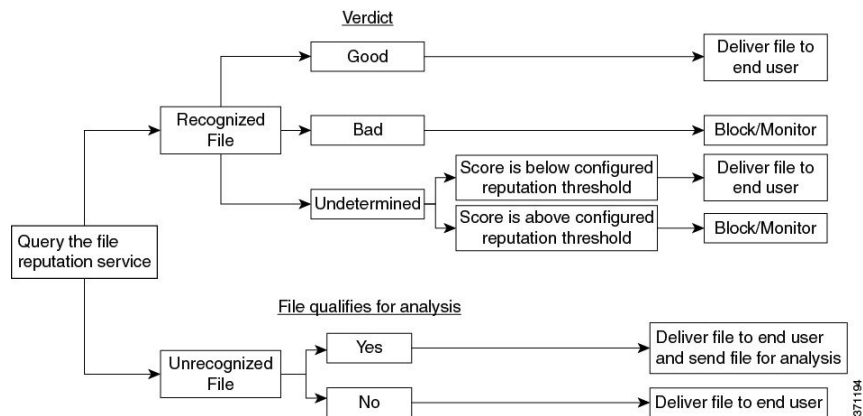 Verdict
Good
Deliver file to
end user
Recognized
File
Bad
Block/Monitor
Undetermined
Score is below configured
reputation threshold
Deliver file to
end user
Score is above configured
reputation threshold
Block/Monitor
Query the file
reputation service
File qualifies for analysis
Unrecognized
File
Yes
Deliver file to end user
and send file for analysis
No
Deliver file to end user
371194